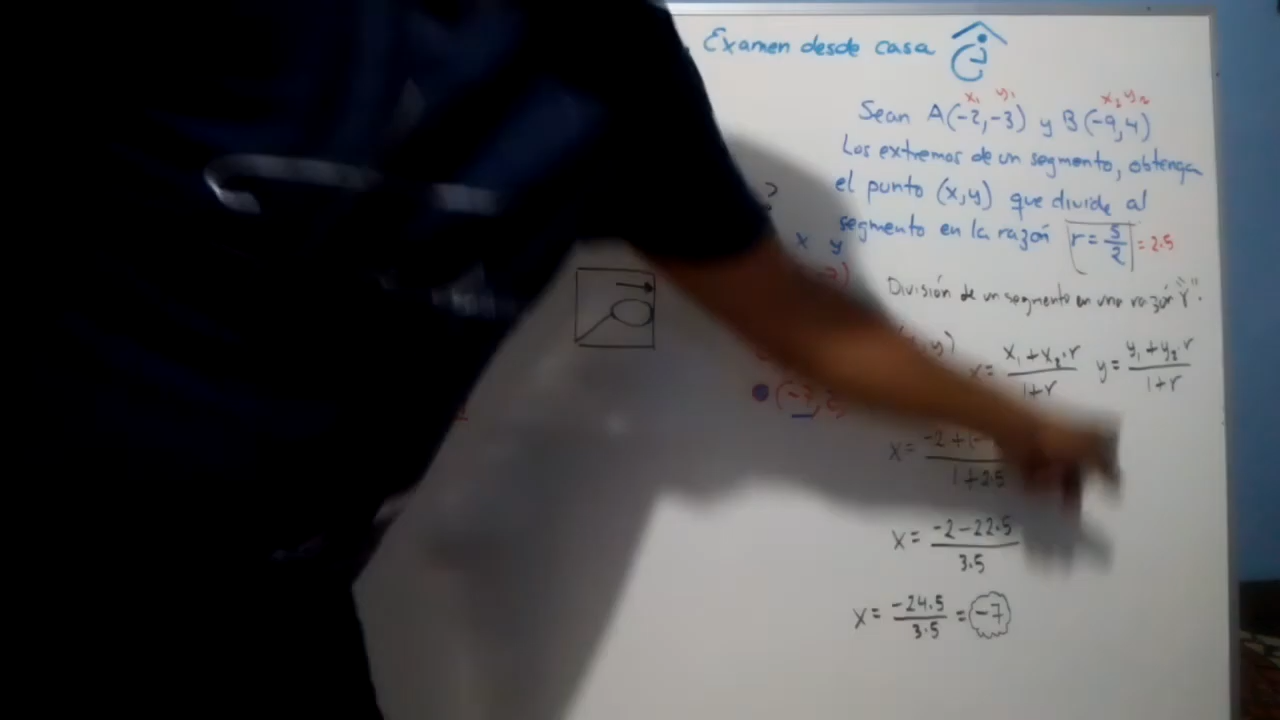 Examen desde casa
x₁ y₁ x₂ y₂
Sean A(-2,-3) y B(-9,4)
Los extremos de un segmento, obtenga
el punto (x,y) que divide al
segmento en la razón r = 5/2 = 2.5
?
x y
División de un segmento en una razón "r".
x = (x₁ + x₂·r)/(1+r) y = (y₁ + y₂·r)/(1+r)
(-7,
x = -2+(-
1+2.5
x = (-2-22.5)/3.5
x = -24.5/3.5 = -7